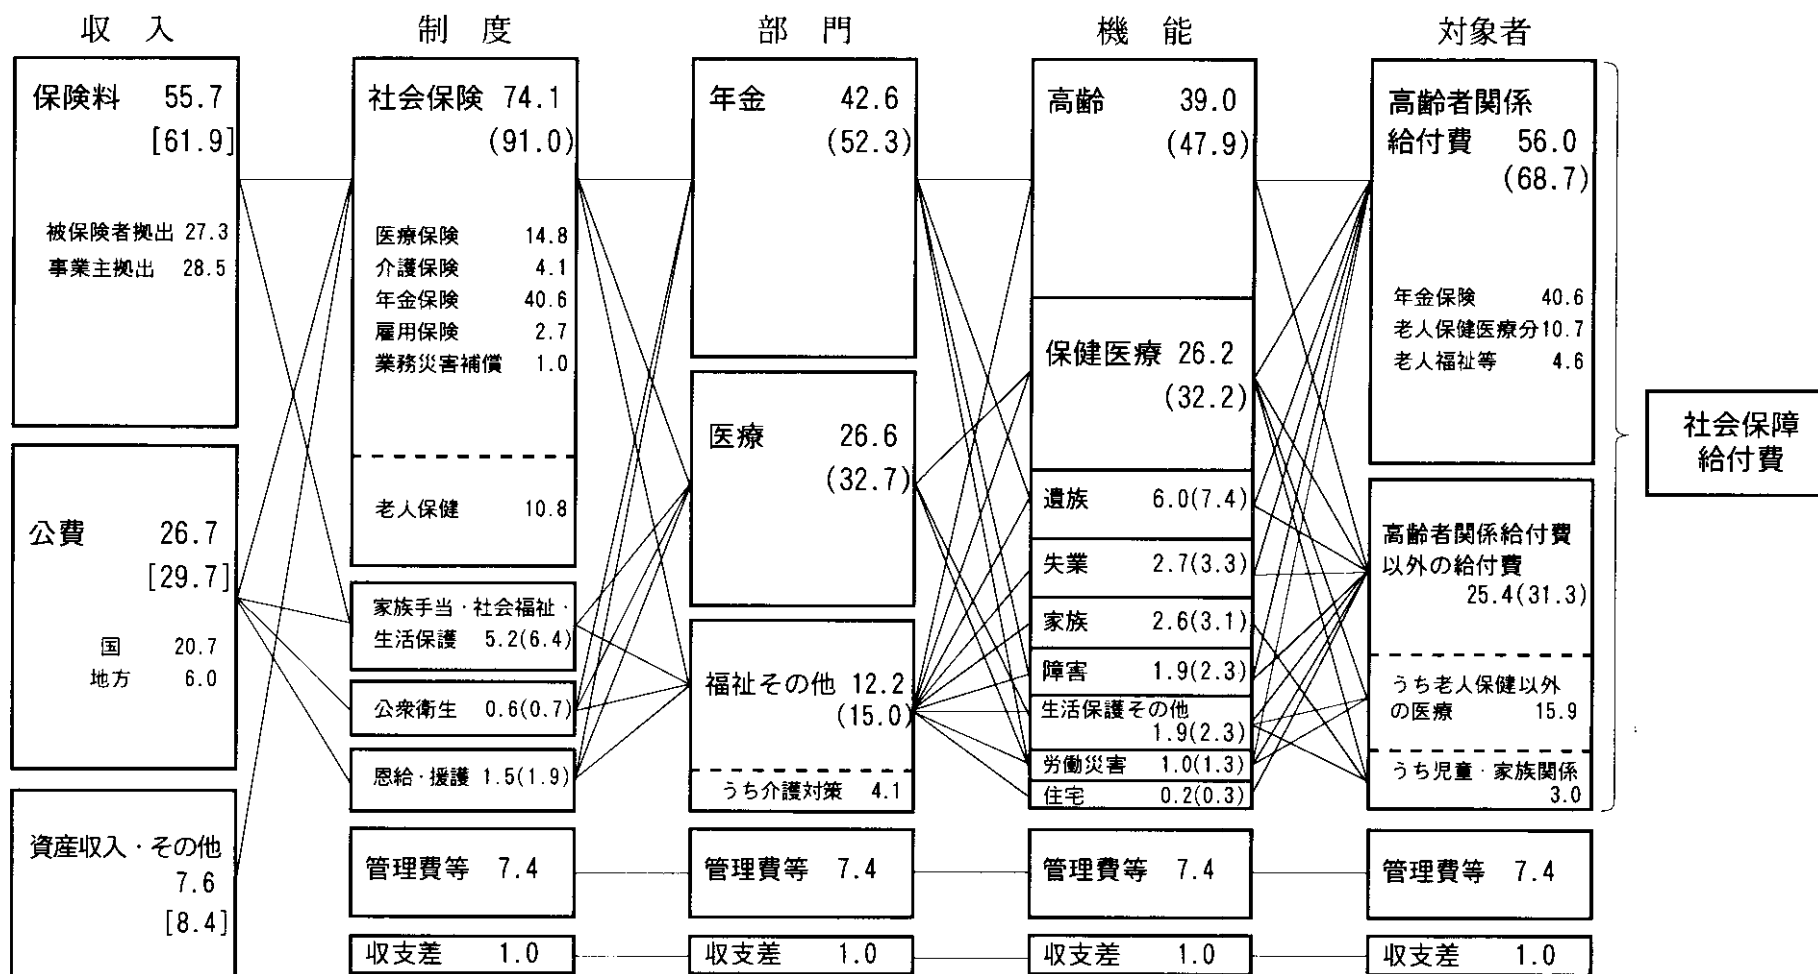 収 入
制 度
部 門
機 能
対象者
保険料 55.7
[61.9]
被保険者拠出 27.3
事業主拠出 28.5
公費 26.7
[29.7]
国 20.7
地方 6.0
資産収入・その他
7.6
[8.4]
社会保険 74.1
(91.0)
医療保険 14.8
介護保険 4.1
年金保険 40.6
雇用保険 2.7
業務災害補償 1.0
老人保健 10.8
家族手当・社会福祉・
生活保護 5.2(6.4)
公衆衛生 0.6(0.7)
恩給・援護 1.5(1.9)
管理費等 7.4
収支差 1.0
年金 42.6
(52.3)
医療 26.6
(32.7)
福祉その他 12.2
(15.0)
うち介護対策 4.1
管理費等 7.4
収支差 1.0
高齢 39.0
(47.9)
保健医療 26.2
(32.2)
遺族 6.0(7.4)
失業 2.7(3.3)
家族 2.6(3.1)
障害 1.9(2.3)
生活保護その他
1.9(2.3)
労働災害 1.0(1.3)
住宅 0.2(0.3)
管理費等 7.4
収支差 1.0
高齢者関係
給付費 56.0
(68.7)
年金保険 40.6
老人保健医療分10.7
老人福祉等 4.6
高齢者関係給付費
以外の給付費
25.4(31.3)
うち老人保健以外
の医療 15.9
うち児童・家族関係
3.0
管理費等 7.4
収支差 1.0
社会保障
給付費